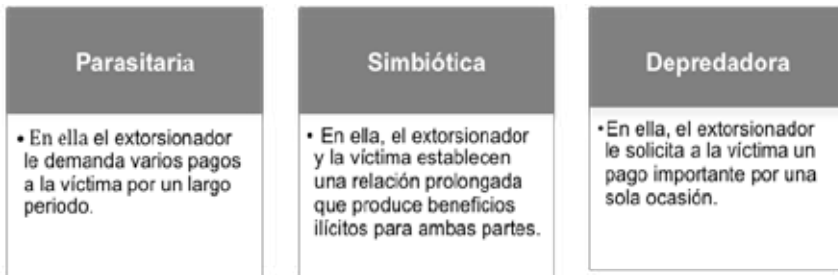 Parasitaria
• En ella el extorsionador
le demanda varios pagos
a la víctima por un largo
periodo.
Simbiótica
• En ella, el extorsionador
y la víctima establecen
una relación prolongada
que produce beneficios
ilícitos para ambas partes.
Depredadora
• En ella, el extorsionador
le solicita a la víctima un
pago importante por una
sola ocasión.